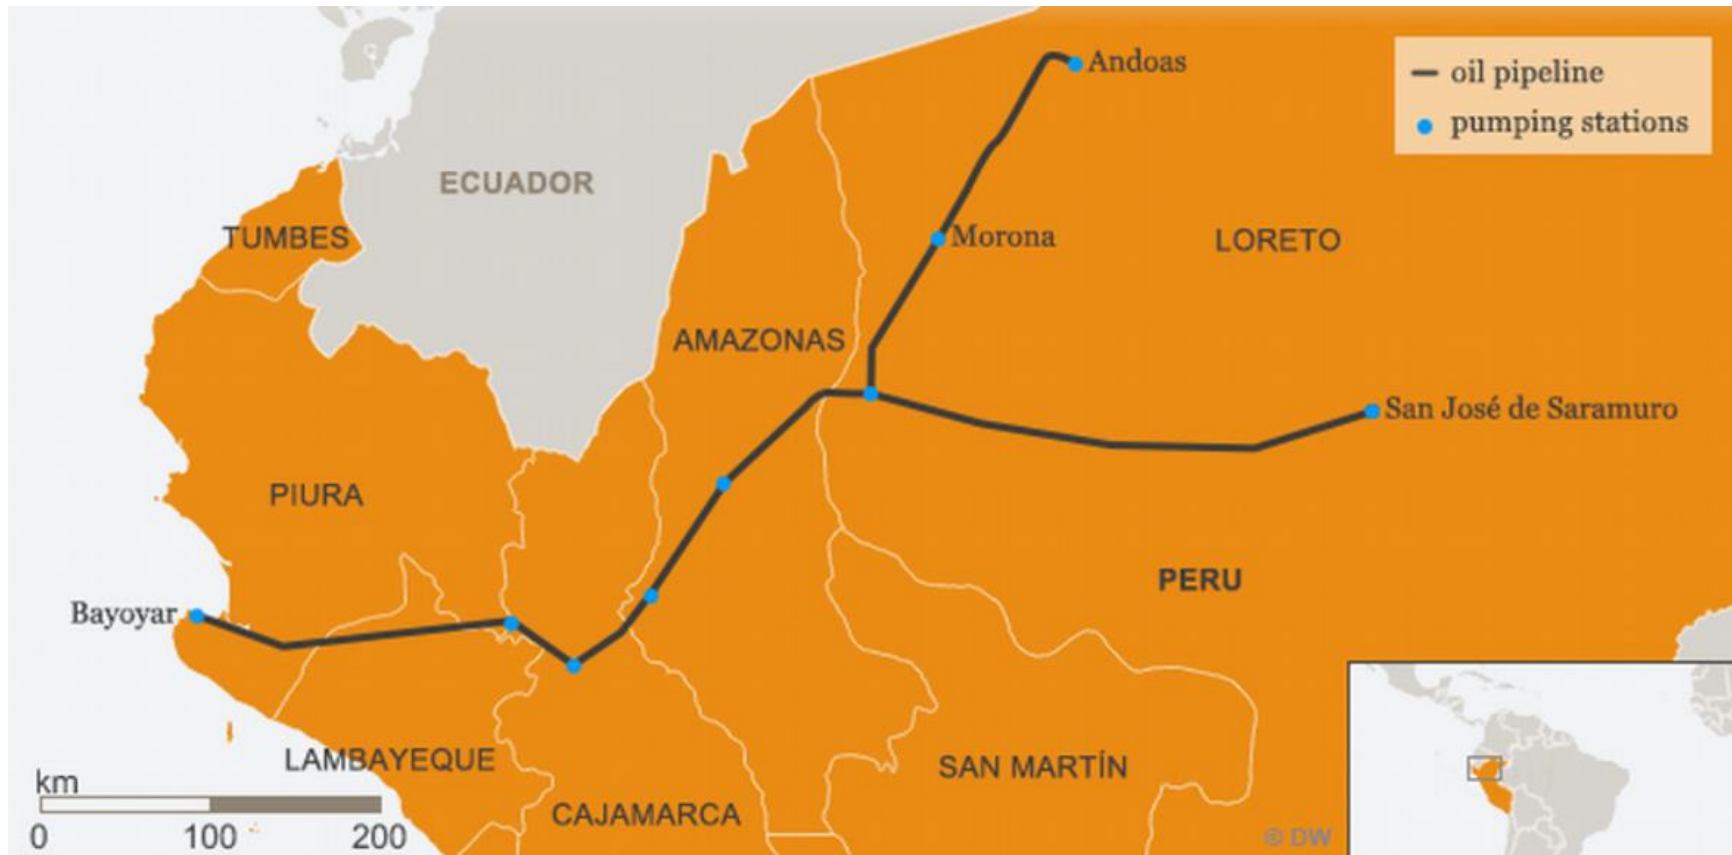 Andoas
oil pipeline
pumping stations
ECUADOR
TUMBES
Morona
LORETO
AMAZONAS
San José de Saramuro
PIURA
PERU
Bayoyar
LAMBAYEQUE
SAN MARTÍN
km
CAJAMARCA
0 100 200
© DW